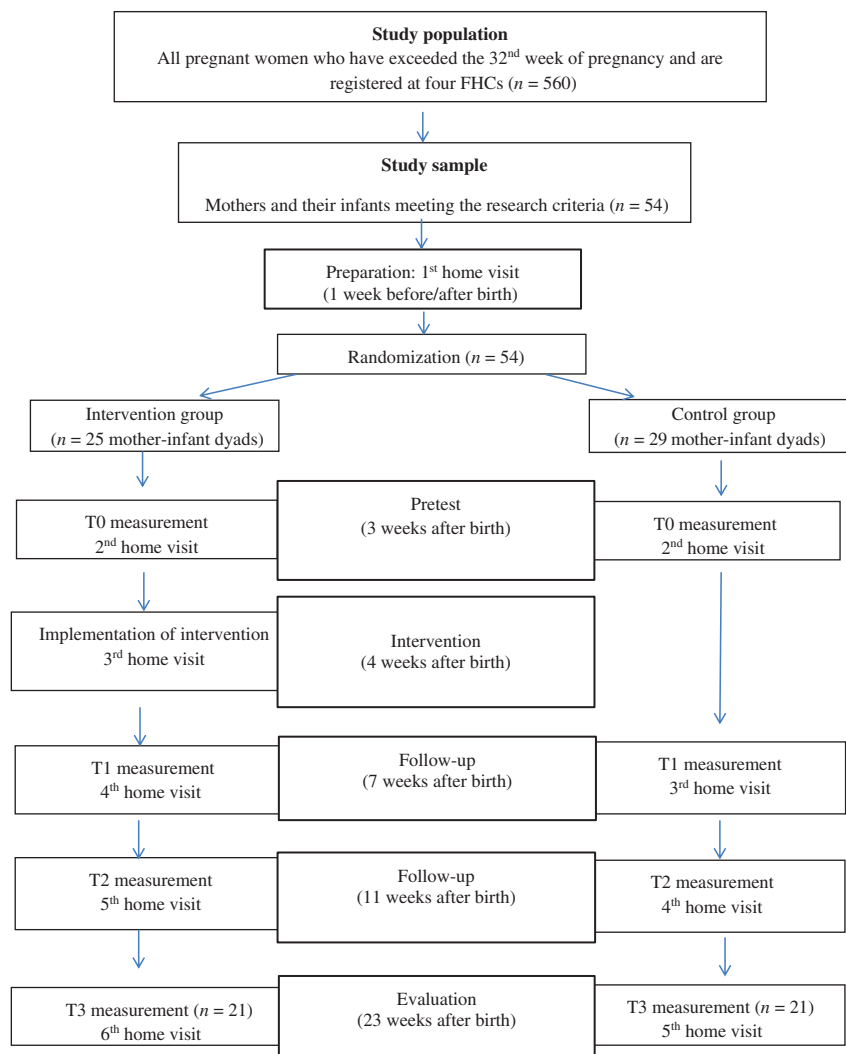 Study population
All pregnant women who have exceeded the 32nd week of pregnancy and are
registered at four FHCs (n = 560)
Study sample
Mothers and their infants meeting the research criteria (n = 54)
Preparation: 1st home visit
(1 week before/after birth)
Randomization (n = 54)
Intervention group
(n = 25 mother-infant dyads)
Control group
(n = 29 mother-infant dyads)
T0 measurement
2nd home visit
Pretest
(3 weeks after birth)
T0 measurement
2nd home visit
Implementation of intervention
3rd home visit
Intervention
(4 weeks after birth)
T1 measurement
4th home visit
Follow-up
(7 weeks after birth)
T1 measurement
3rd home visit
T2 measurement
5th home visit
Follow-up
(11 weeks after birth)
T2 measurement
4th home visit
T3 measurement (n = 21)
6th home visit
Evaluation
(23 weeks after birth)
T3 measurement (n = 21)
5th home visit